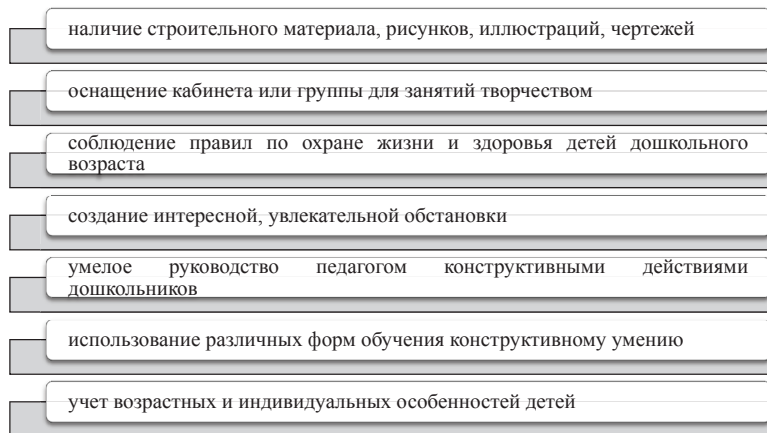 наличие строительного материала, рисунков, иллюстраций, чертежей
оснащение кабинета или группы для занятий творчеством
соблюдение правил по охране жизни и здоровья детей дошкольного
возраста
создание интересной, увлекательной обстановки
умелое руководство педагогом конструктивными действиями
дошкольников
использование различных форм обучения конструктивному умению
учет возрастных и индивидуальных особенностей детей